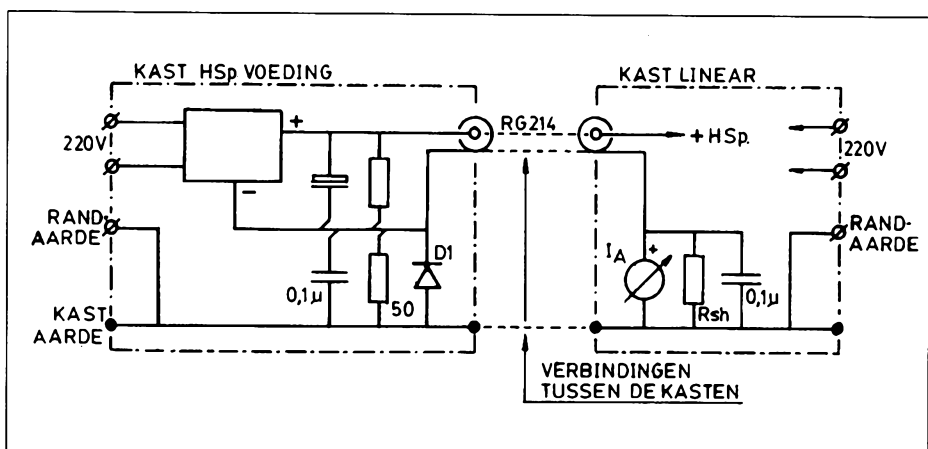 KAST HSp VOEDING
KAST LINEAR
220V
+
−
RG214
+HSp.
220V
RAND-
AARDE
D1
0,1µ
50
IA
+
Rsh
0,1µ
RAND-
AARDE
KAST
AARDE
VERBINDINGEN
TUSSEN DE KASTEN